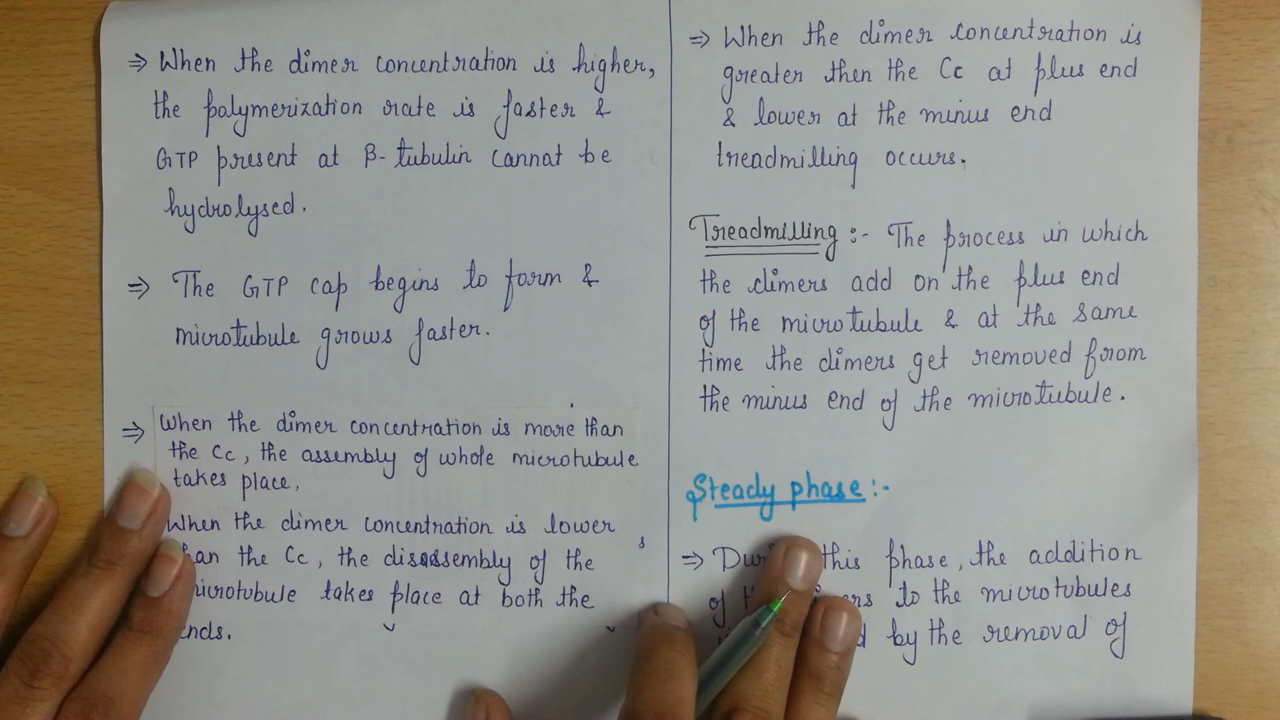 ⇒ When the dimer concentration is higher,
the polymerization rate is faster &
GTP present at β-tubulin cannot be
hydrolysed.
⇒ The GTP cap begins to form &
microtubule grows faster.
⇒ When the dimer concentration is more than
the Cc, the assembly of whole microtubule
takes place,
When the dimer concentration is lower
han the Cc, the disassembly of the
microtubule takes place at both the
ends.
⇒ When the dimer concentration is
greater then the Cc at plus end
& lower at the minus end
treadmilling occurs.
Treadmilling :- The process in which
the dimers add on the plus end
of the microtubule & at the same
time the dimers get removed from
the minus end of the microtubule.
Steady phase :-
⇒ this phase, the addition
of to the microtubules
by the removal of